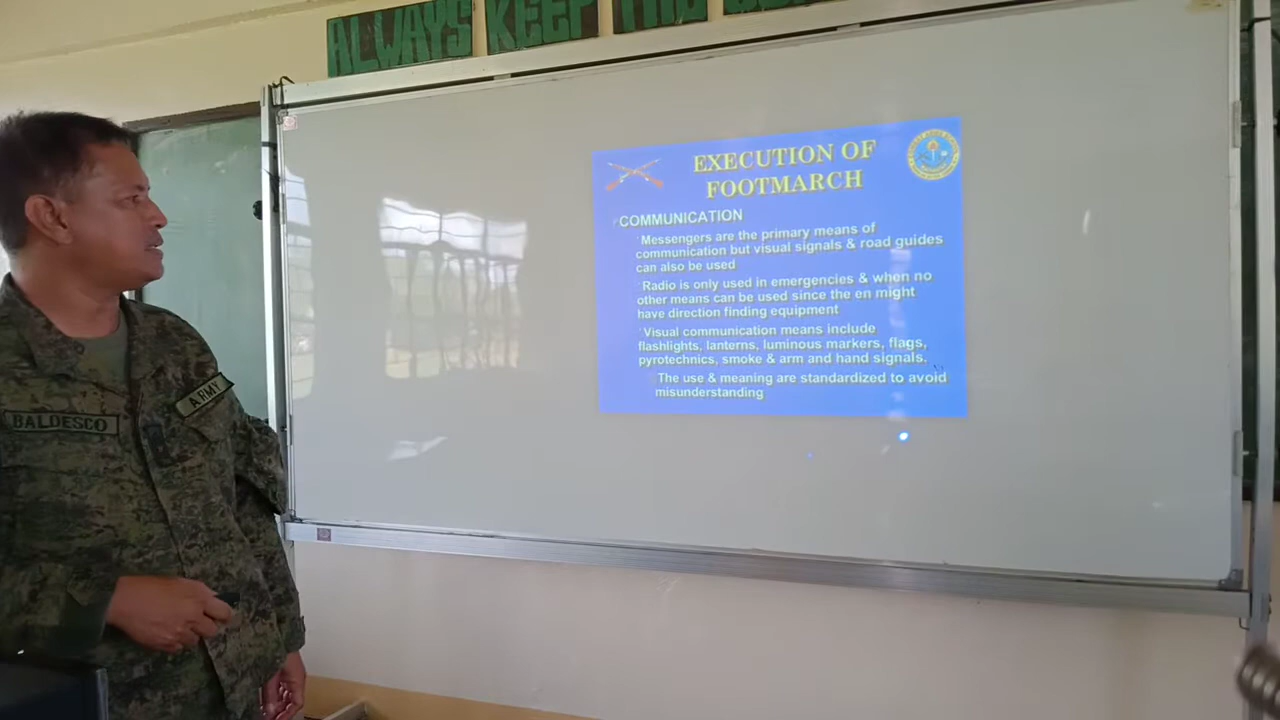 ALWAYS KEEP THE
EXECUTION OF
FOOTMARCH
COMMUNICATION
Messengers are the primary means of
communication but visual signals & road guides
can also be used
Radio is only used in emergencies & when no
other means can be used since the en might
have direction finding equipment
Visual communication means include
flashlights, lanterns, luminous markers, flags,
pyrotechnics, smoke & arm and hand signals.
The use & meaning are standardized to avoid
misunderstanding
ARMY
BALDESCO